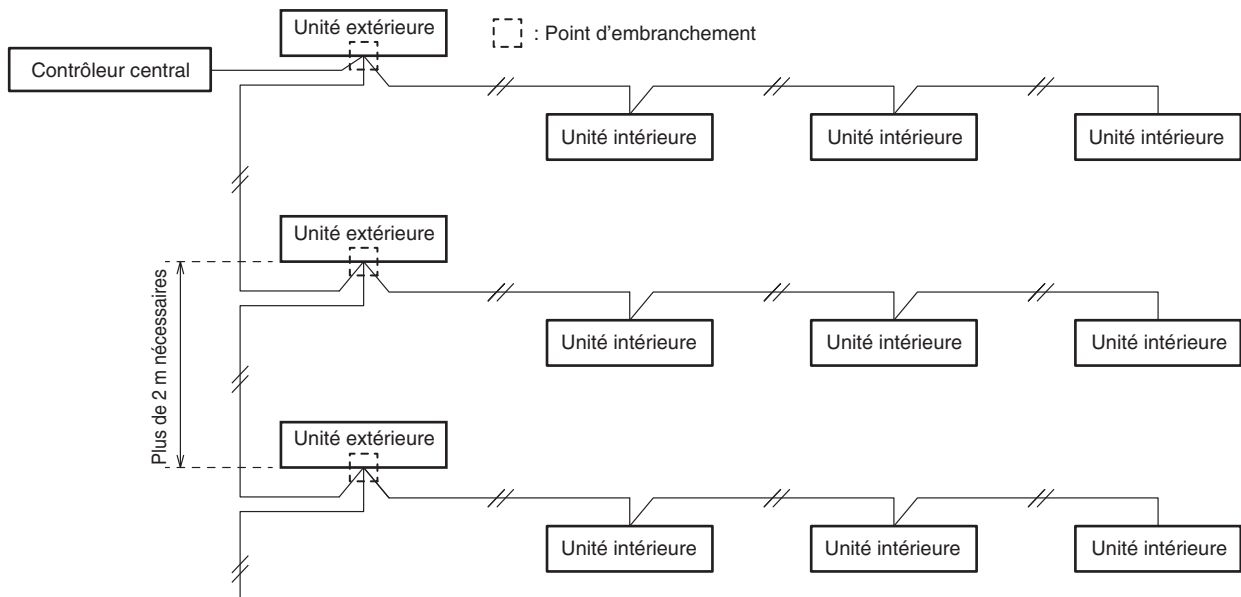 Unité extérieure
: Point d'embranchement
Contrôleur central
Unité intérieure
Unité intérieure
Unité intérieure
Unité extérieure
Plus de 2 m nécessaires
Unité intérieure
Unité intérieure
Unité intérieure
Unité extérieure
Unité intérieure
Unité intérieure
Unité intérieure